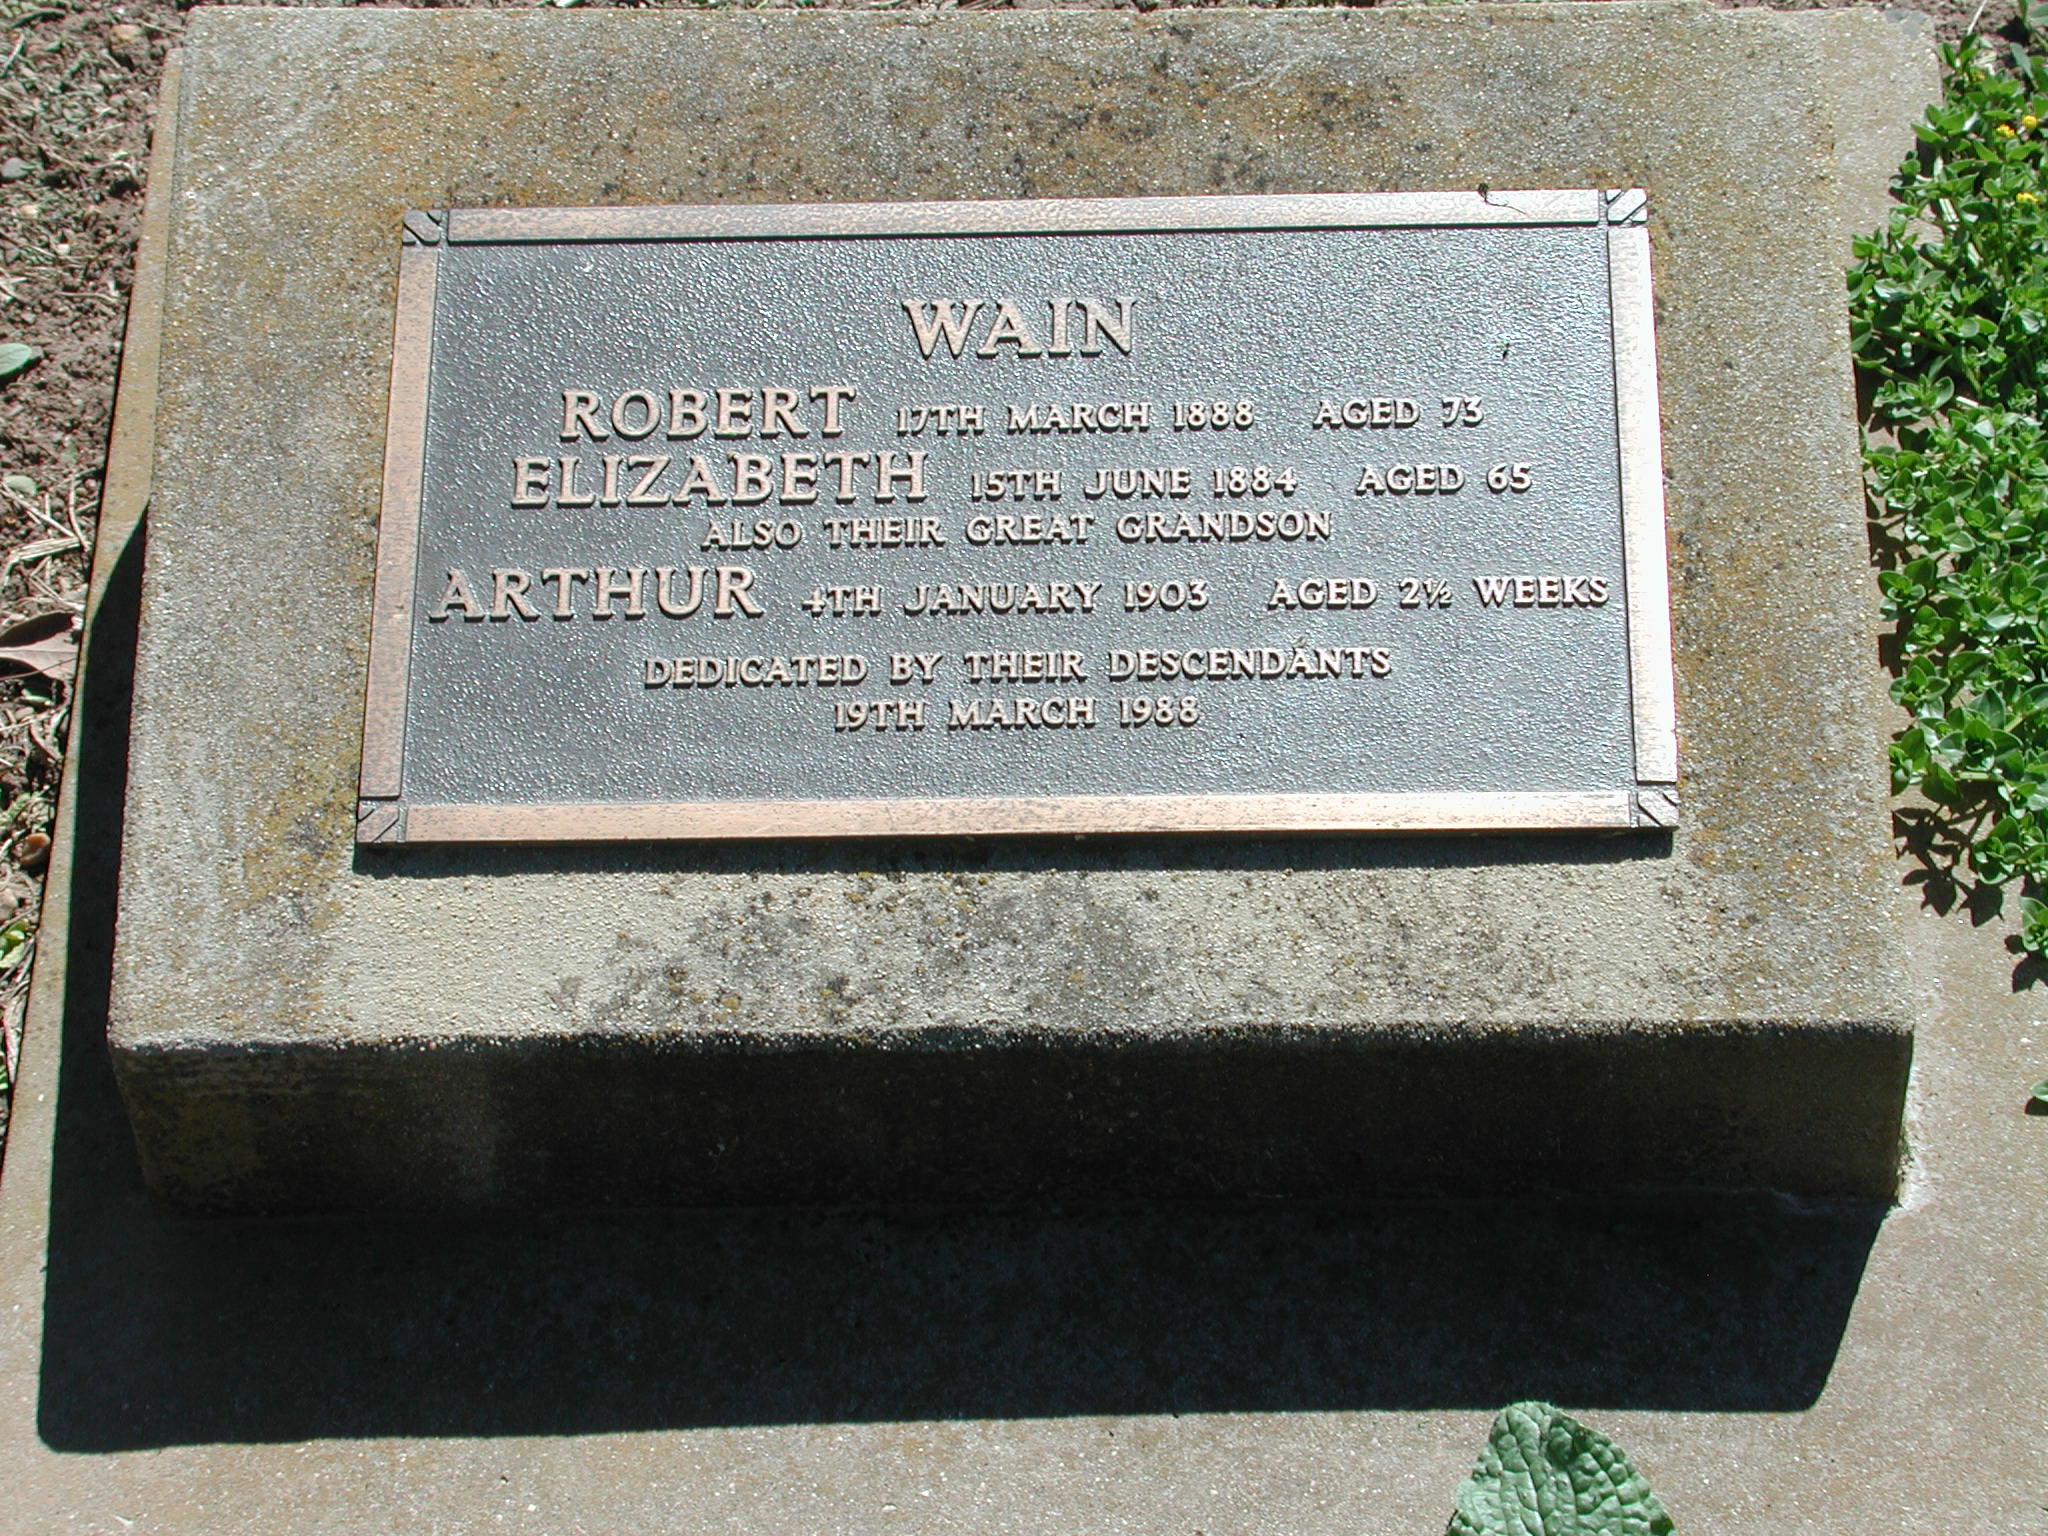 WAIN
ROBERT 17TH MARCH 1888 AGED 73
ELIZABETH 15TH JUNE 1884 AGED 65
ALSO THEIR GREAT GRANDSON
ARTHUR 4TH JANUARY 1903 AGED 2½ WEEKS
DEDICATED BY THEIR DESCENDANTS
19TH MARCH 1988